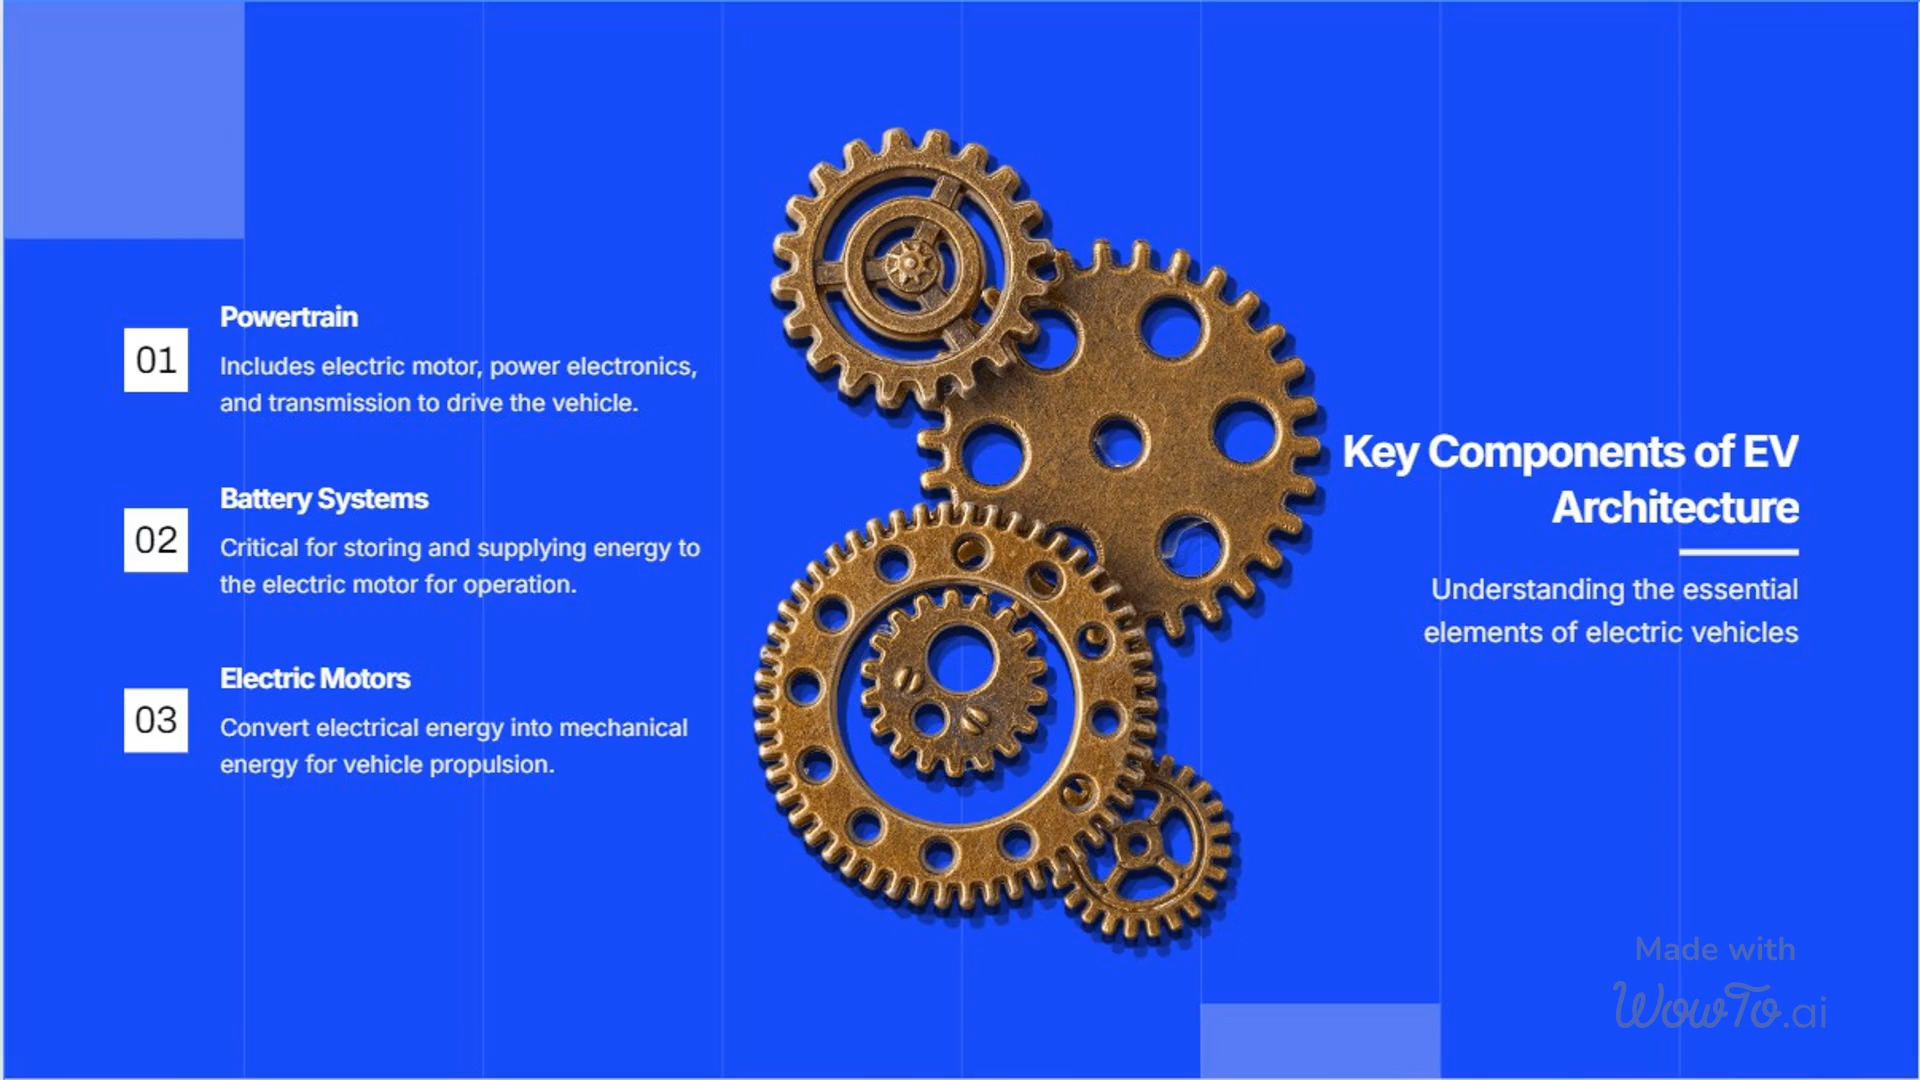 01
Powertrain
Includes electric motor, power electronics,
and transmission to drive the vehicle.
02
Battery Systems
Critical for storing and supplying energy to
the electric motor for operation.
03
Electric Motors
Convert electrical energy into mechanical
energy for vehicle propulsion.
Key Components of EV
Architecture
Understanding the essential
elements of electric vehicles
Made with
WowTo.ai